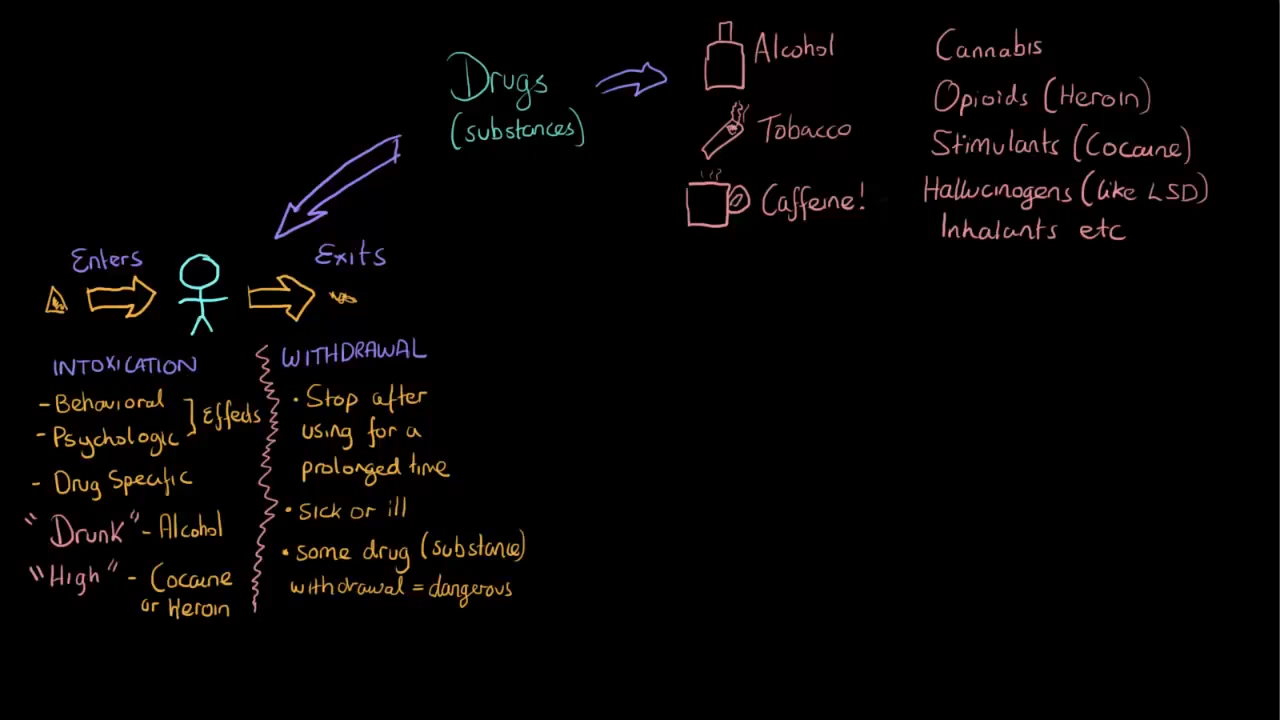 Drugs
(substances)
Alcohol
Tobacco
Caffeine!
Cannabis
Opioids (Heroin)
Stimulants (Cocaine)
Hallucinogens (like LSD)
Inhalants etc
Enters
Exits
INTOXICATION
- Behavioral
- Psychologic
] Effects
- Drug Specific
"Drunk" - Alcohol
"High" - Cocaine
or Heroin
WITHDRAWAL
• Stop after
using for a
prolonged time
• Sick or ill
• Some drug (substance)
withdrawal = dangerous